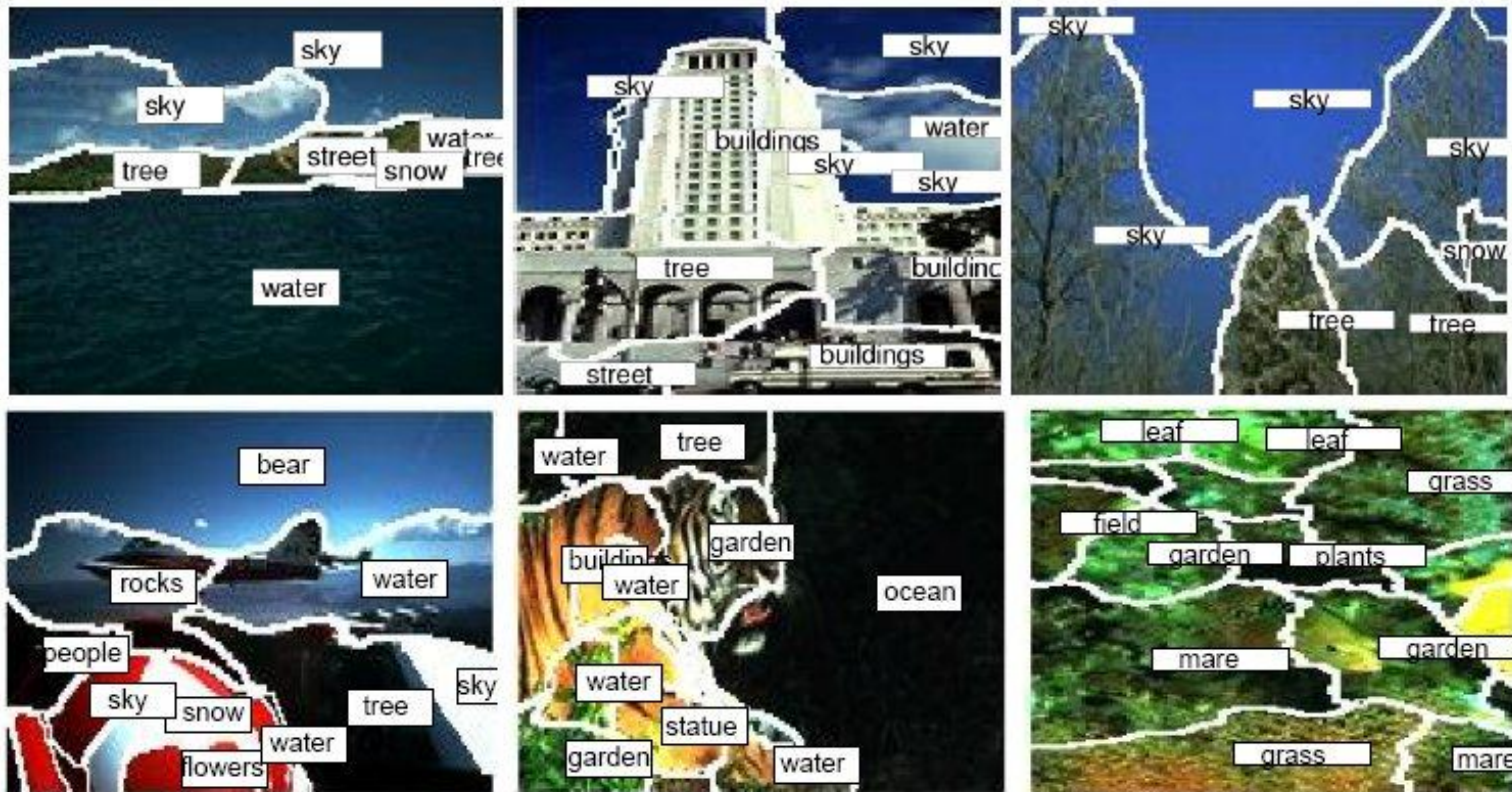 sky
sky
water
tree
street
tree
snow
water
sky
sky
water
buildings
sky
sky
tree
building
buildings
street
sky
sky
sky
sky
snow
tree
tree
bear
rocks
water
people
sky
snow
sky
tree
water
flowers
tree
water
garden
buildings
water
ocean
water
statue
garden
water
leaf
leaf
grass
field
garden
plants
mare
garden
grass
mare